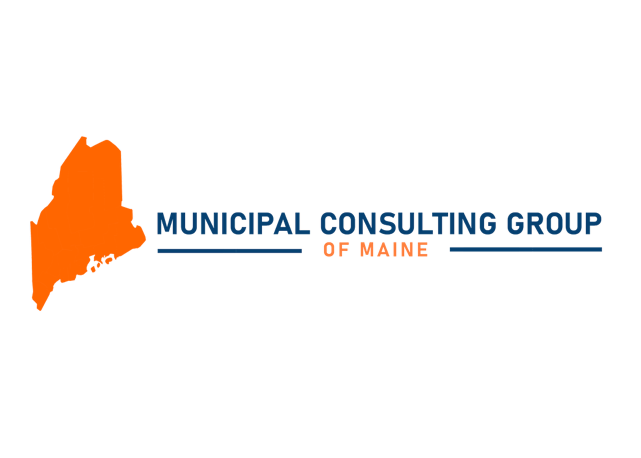 MUNICIPAL CONSULTING GROUP
OF MAINE